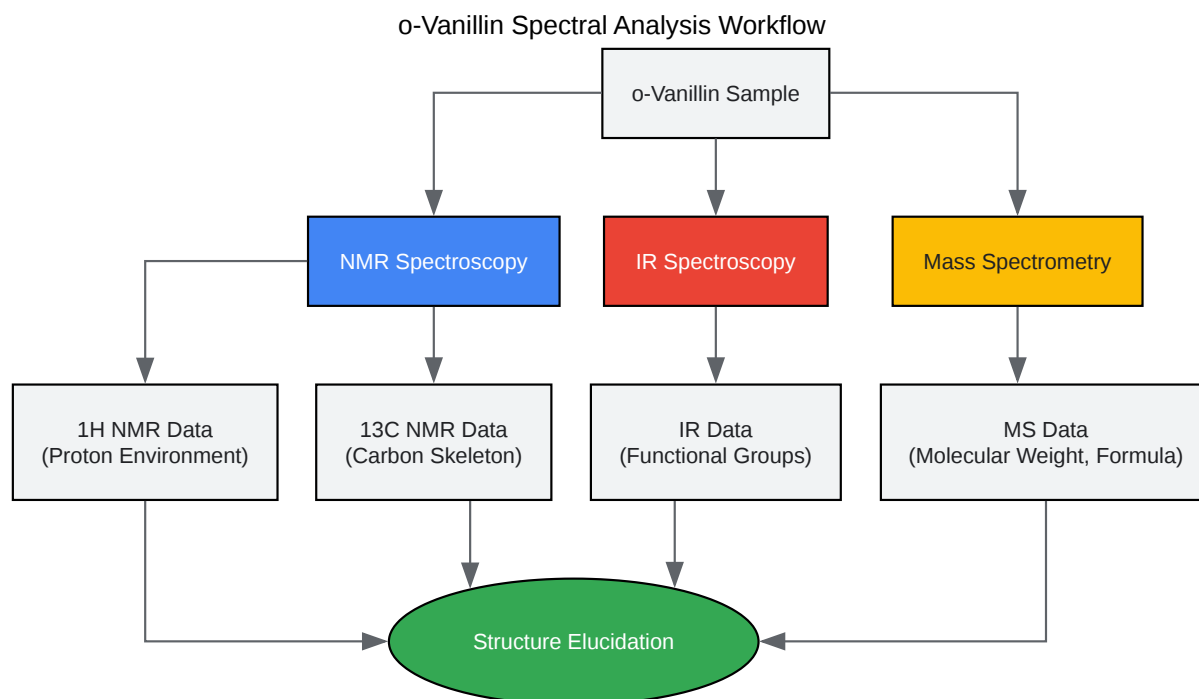 o-Vanillin Spectral Analysis Workflow
o-Vanillin Sample
NMR Spectroscopy
IR Spectroscopy
Mass Spectrometry
1H NMR Data
(Proton Environment)
13C NMR Data
(Carbon Skeleton)
IR Data
(Functional Groups)
MS Data
(Molecular Weight, Formula)
Structure Elucidation